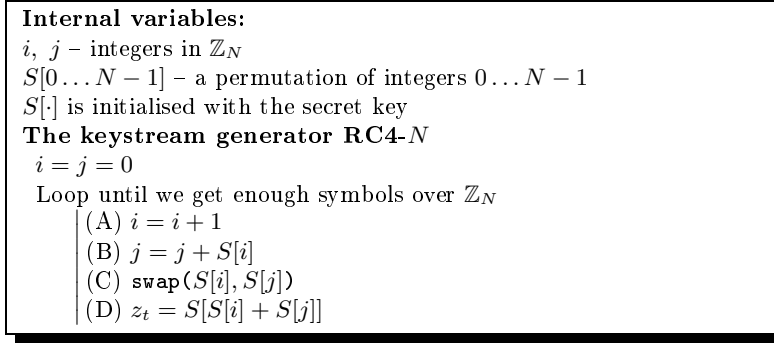 Internal variables:
i, j – integers in ℤ_N
S[0 … N − 1] – a permutation of integers 0 … N − 1
S[·] is initialised with the secret key
The keystream generator RC4-N
i = j = 0
Loop until we get enough symbols over ℤ_N
(A) i = i + 1
(B) j = j + S[i]
(C) swap(S[i], S[j])
(D) z_t = S[S[i] + S[j]]